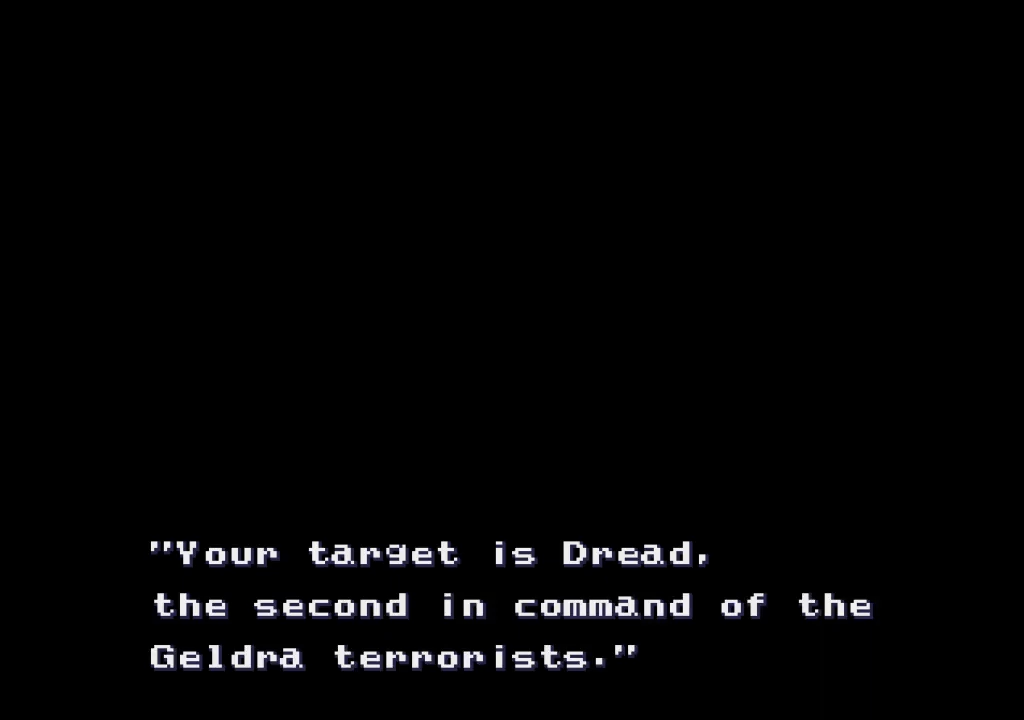 "Your target is Dread,
the second in command of the
Geldra terrorists."